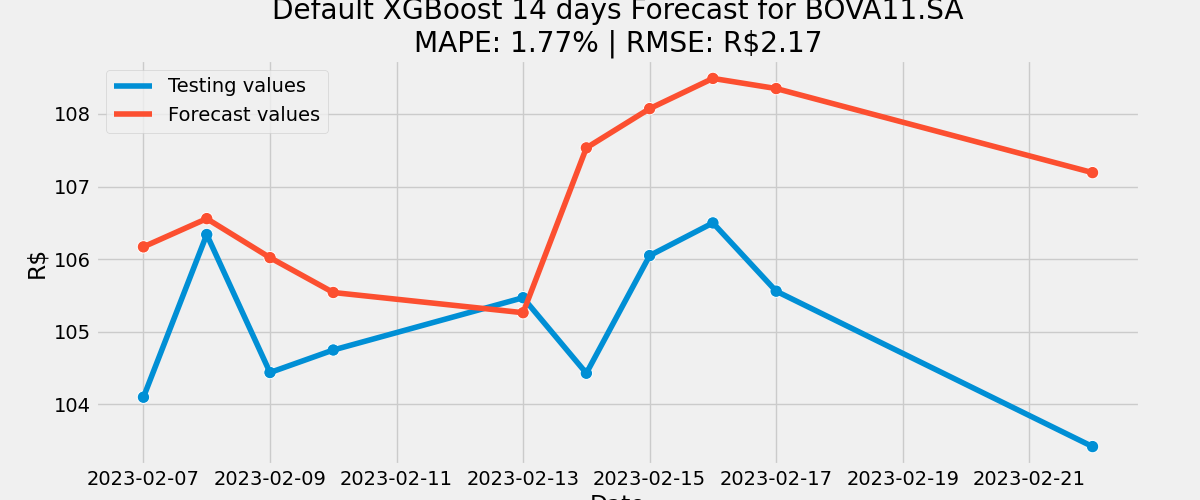 Default XGBoost 14 days Forecast for BOVA11.SA
MAPE: 1.77% | RMSE: R$2.17
Testing values
Forecast values
R$
108
107
106
105
104
2023-02-07 2023-02-09 2023-02-11 2023-02-13 2023-02-15 2023-02-17 2023-02-19 2023-02-21
Date